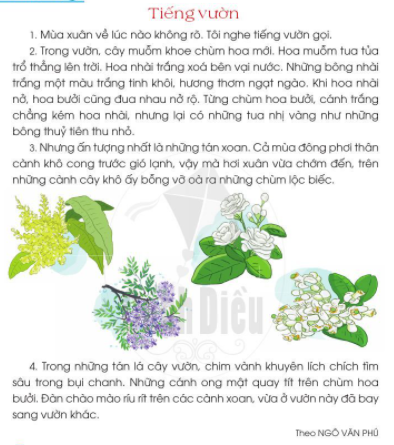 Tiếng vườn
1. Mùa xuân về lúc nào không rõ. Tôi nghe tiếng vườn gọi.
2. Trong vườn, cây muỗm khoe chùm hoa mới. Hoa muỗm tua tủa
trổ thẳng lên trời. Hoa nhài trắng xoá bên vại nước. Những bông nhài
trắng một màu trắng tinh khôi, hương thơm ngạt ngào. Khi hoa nhài
nở, hoa bưởi cũng đua nhau nở rộ. Từng chùm hoa bưởi, cánh trắng
chẳng kém hoa nhài, nhưng lại có những tua nhị vàng như những
bông thuỷ tiên thu nhỏ.
3. Nhưng ấn tượng nhất là những tán xoan. Cả mùa đông phơi thân
cành khô cong trước gió lạnh, vậy mà hơi xuân vừa chớm đến, trên
những cành cây khô ấy bỗng vỡ oà ra những chùm lộc biếc.
Diều
4. Trong những tán lá cây vườn, chim vành khuyên lích chích tìm
sâu trong bụi chanh. Những cánh ong mật quay tít trên chùm hoa
bưởi. Đàn chào mào ríu rít trên các cành xoan, vừa ở vườn này đã bay
sang vườn khác.
Theo NGÔ VĂN PHÚ